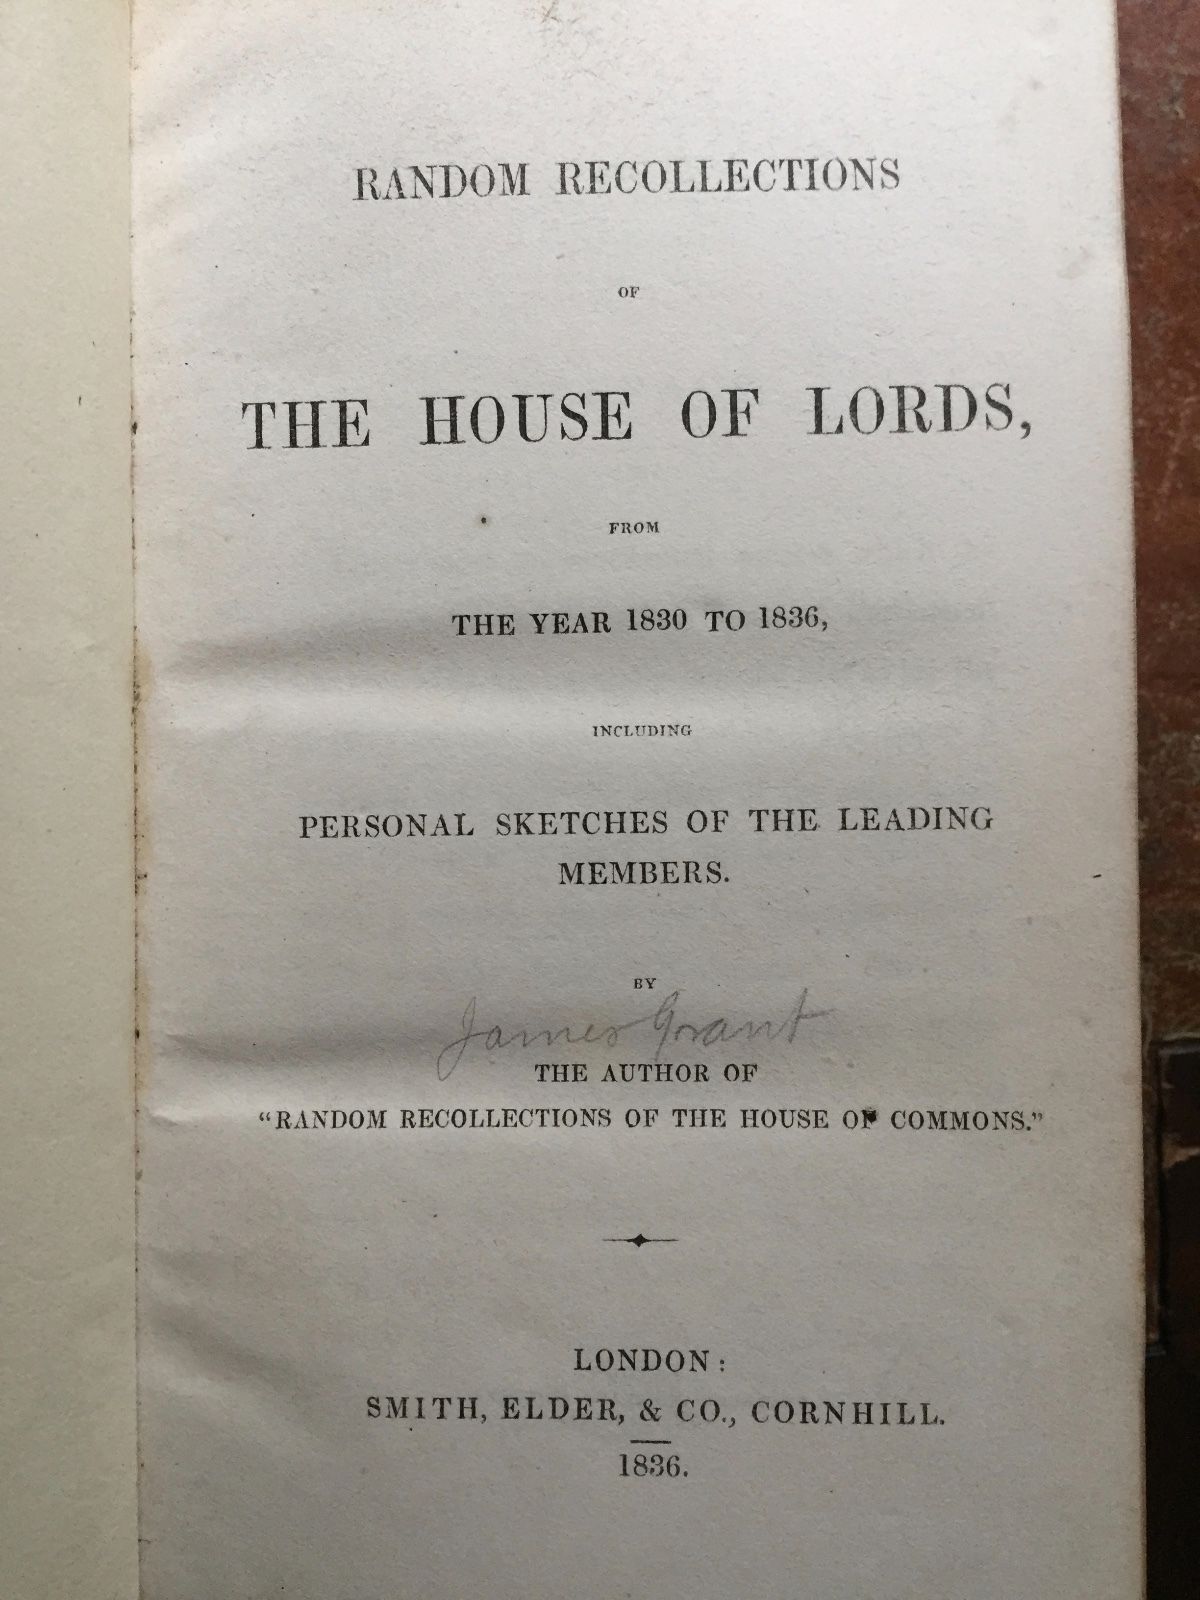 RANDOM RECOLLECTIONS
OF
THE HOUSE OF LORDS,
FROM
THE YEAR 1830 TO 1836,
INCLUDING
PERSONAL SKETCHES OF THE LEADING
MEMBERS.
BY
James Grant
THE AUTHOR OF
“RANDOM RECOLLECTIONS OF THE HOUSE OF COMMONS.”
LONDON:
SMITH, ELDER, & CO., CORNHILL.
1836.